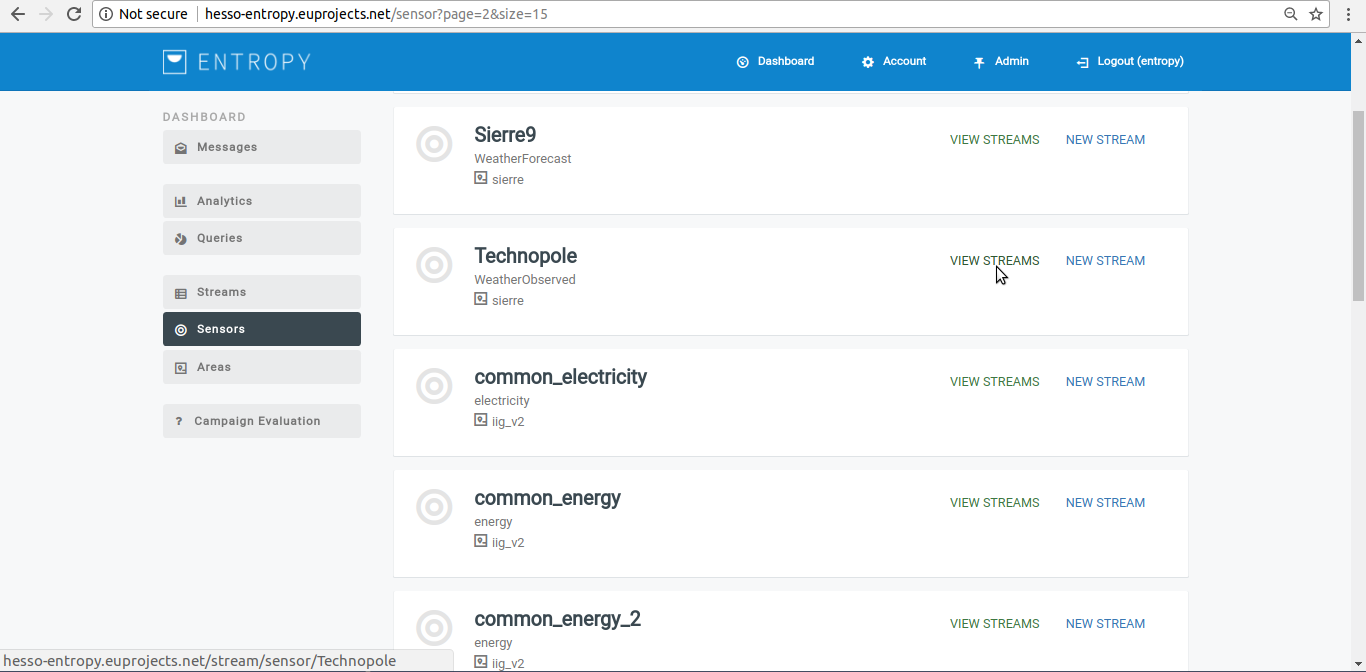 Not secure hesso-entropy.euprojects.net/sensor?page=2&size=15
ENTROPY
Dashboard
Account
Admin
Logout (entropy)
DASHBOARD
Messages
Analytics
Queries
Streams
Sensors
Areas
? Campaign Evaluation
Sierre9
WeatherForecast
sierre
VIEW STREAMS
NEW STREAM
Technopole
WeatherObserved
sierre
VIEW STREAMS
NEW STREAM
common_electricity
electricity
iig_v2
VIEW STREAMS
NEW STREAM
common_energy
energy
iig_v2
VIEW STREAMS
NEW STREAM
common_energy_2
energy
iig_v2
VIEW STREAMS
NEW STREAM
hesso-entropy.euprojects.net/stream/sensor/Technopole